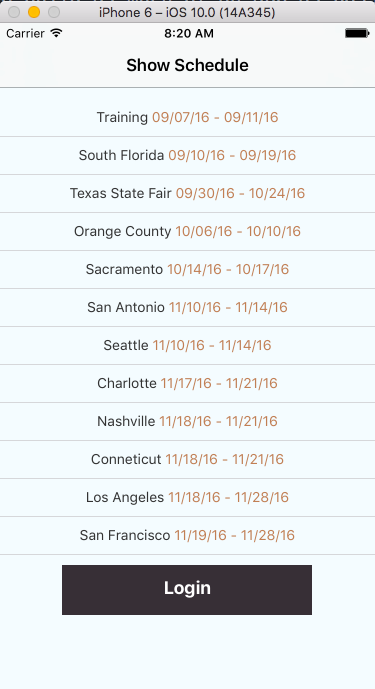 iPhone 6 – iOS 10.0 (14A345)
Carrier 8:20 AM
Show Schedule
Training 09/07/16 - 09/11/16
South Florida 09/10/16 - 09/19/16
Texas State Fair 09/30/16 - 10/24/16
Orange County 10/06/16 - 10/10/16
Sacramento 10/14/16 - 10/17/16
San Antonio 11/10/16 - 11/14/16
Seattle 11/10/16 - 11/14/16
Charlotte 11/17/16 - 11/21/16
Nashville 11/18/16 - 11/21/16
Conneticut 11/18/16 - 11/21/16
Los Angeles 11/18/16 - 11/28/16
San Francisco 11/19/16 - 11/28/16
Login